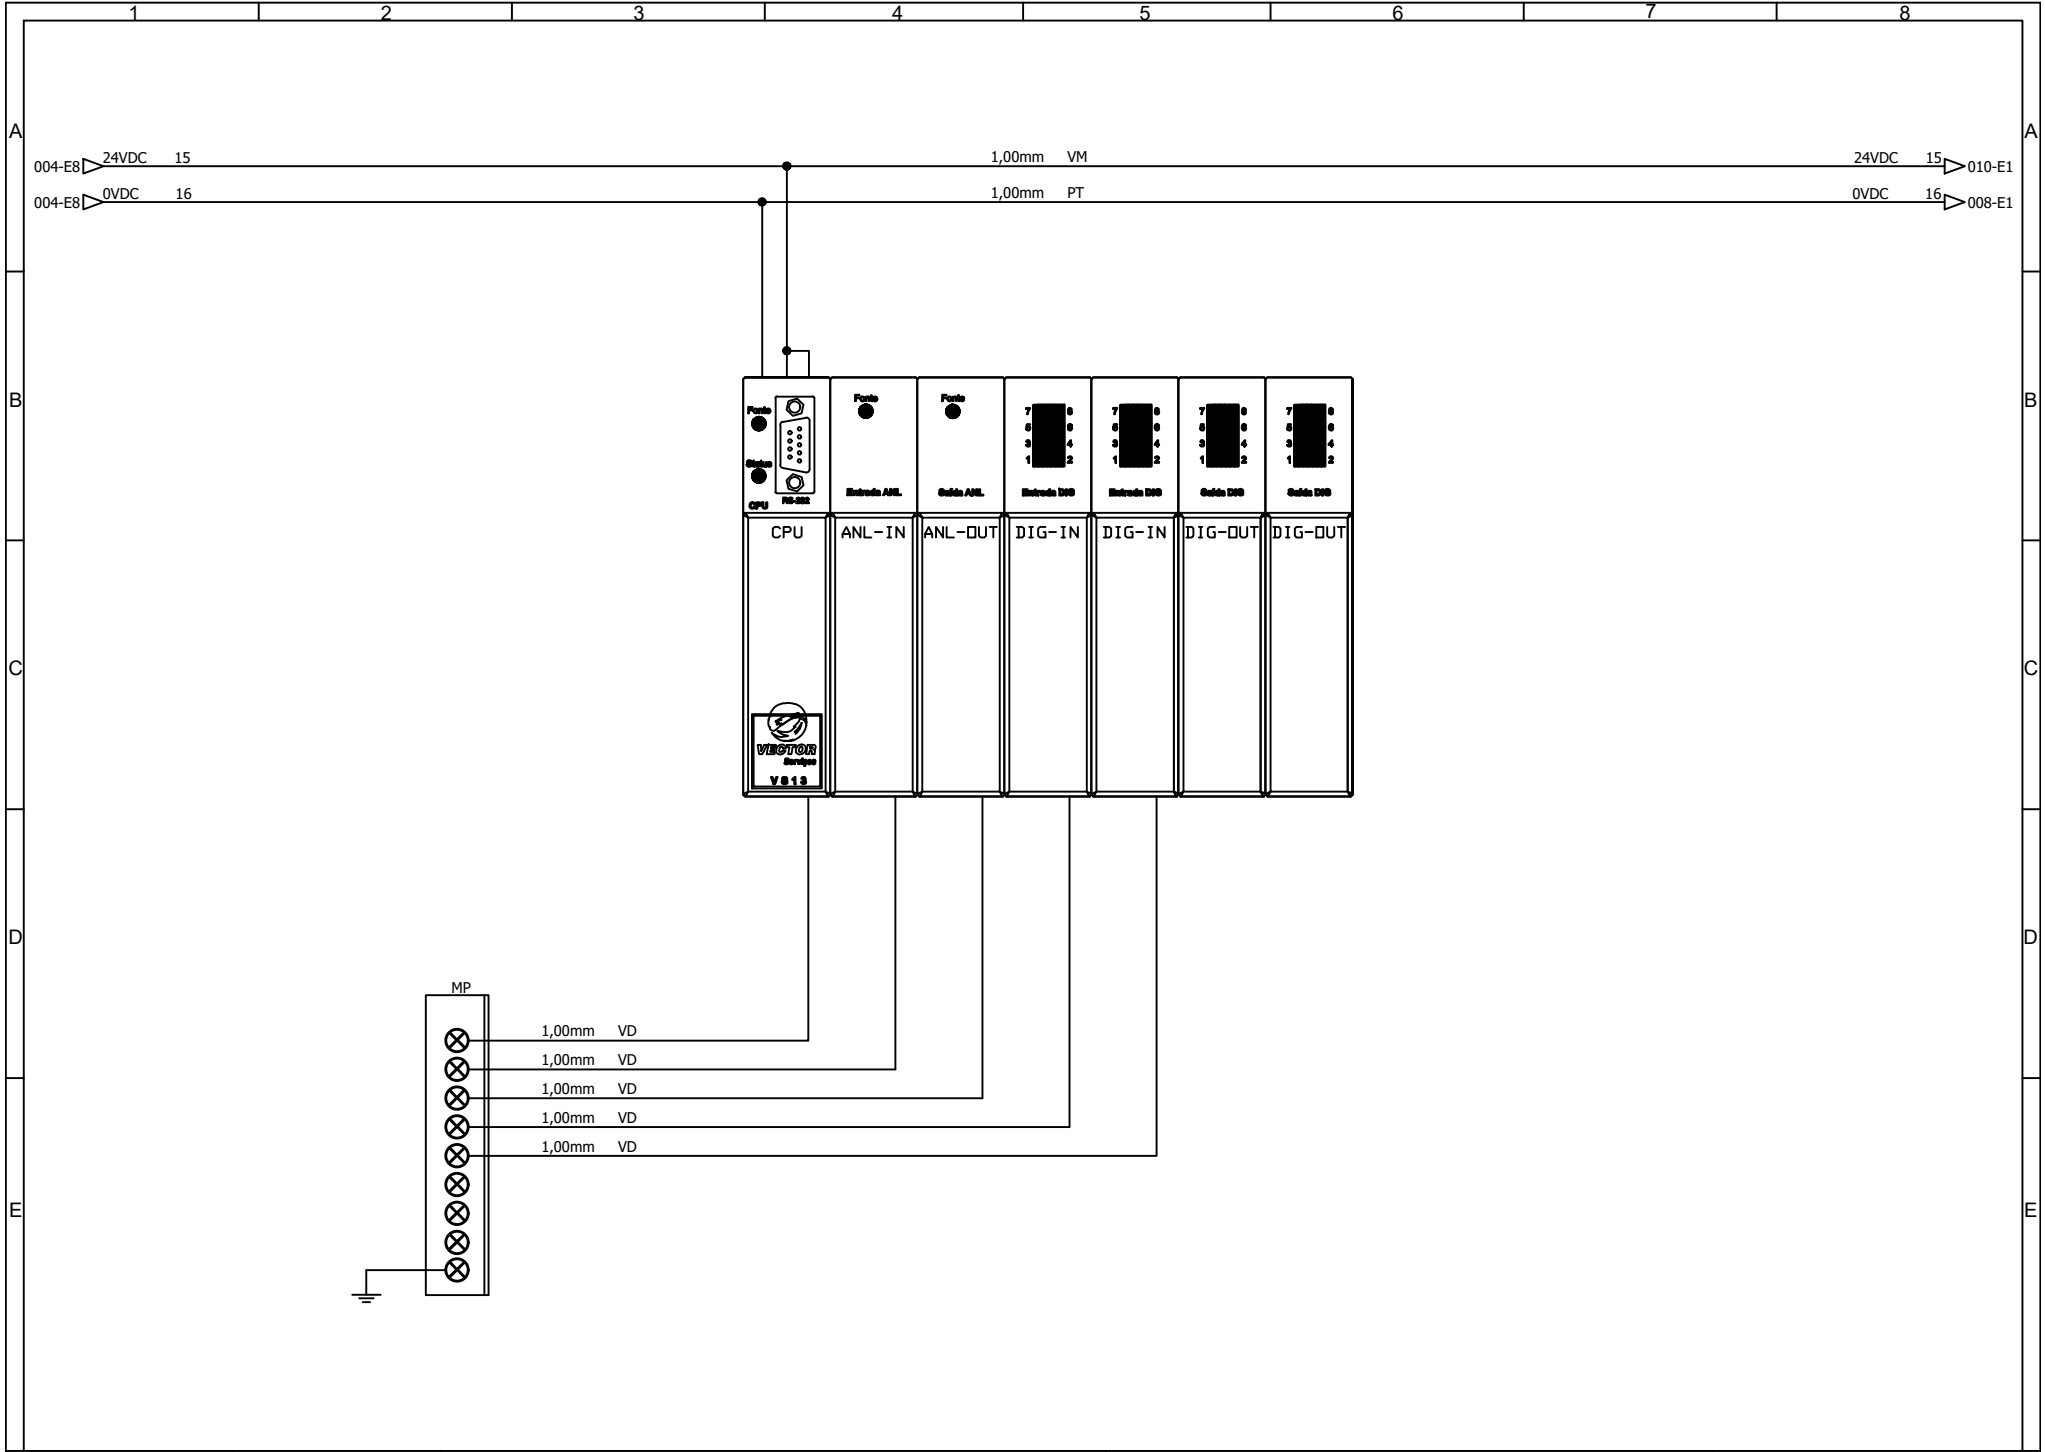 1 2 3 4 5 6 7 8
A A
24VDC 15 1,00mm VM 24VDC 15
004-E8 010-E1
0VDC 16 1,00mm PT 0VDC 16
004-E8 008-E1
B B
Fonte Fonte Fonte
7 8 7 8 7 8 7 8
5 6 5 6 5 6 5 6
3 4 3 4 3 4 3 4
1 2 1 2 1 2 1 2
Status
Entrada ANL Saída ANL Entrada DIG Entrada DIG Saída DIG Saída DIG
RS-232
CPU
CPU ANL-IN ANL-OUT DIG-IN DIG-IN DIG-OUT DIG-OUT
C C
VECTOR
Serviços
V S 1 3
D D
MP
1,00mm VD
1,00mm VD
1,00mm VD
1,00mm VD
1,00mm VD
E E